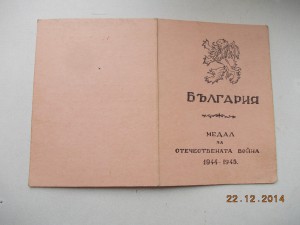 БЪЛГАРИЯ
МЕДАЛ
ЗА
ОТЕЧЕСТВЕНАТА ВОЙНА
1944-1945.
22.12.2014